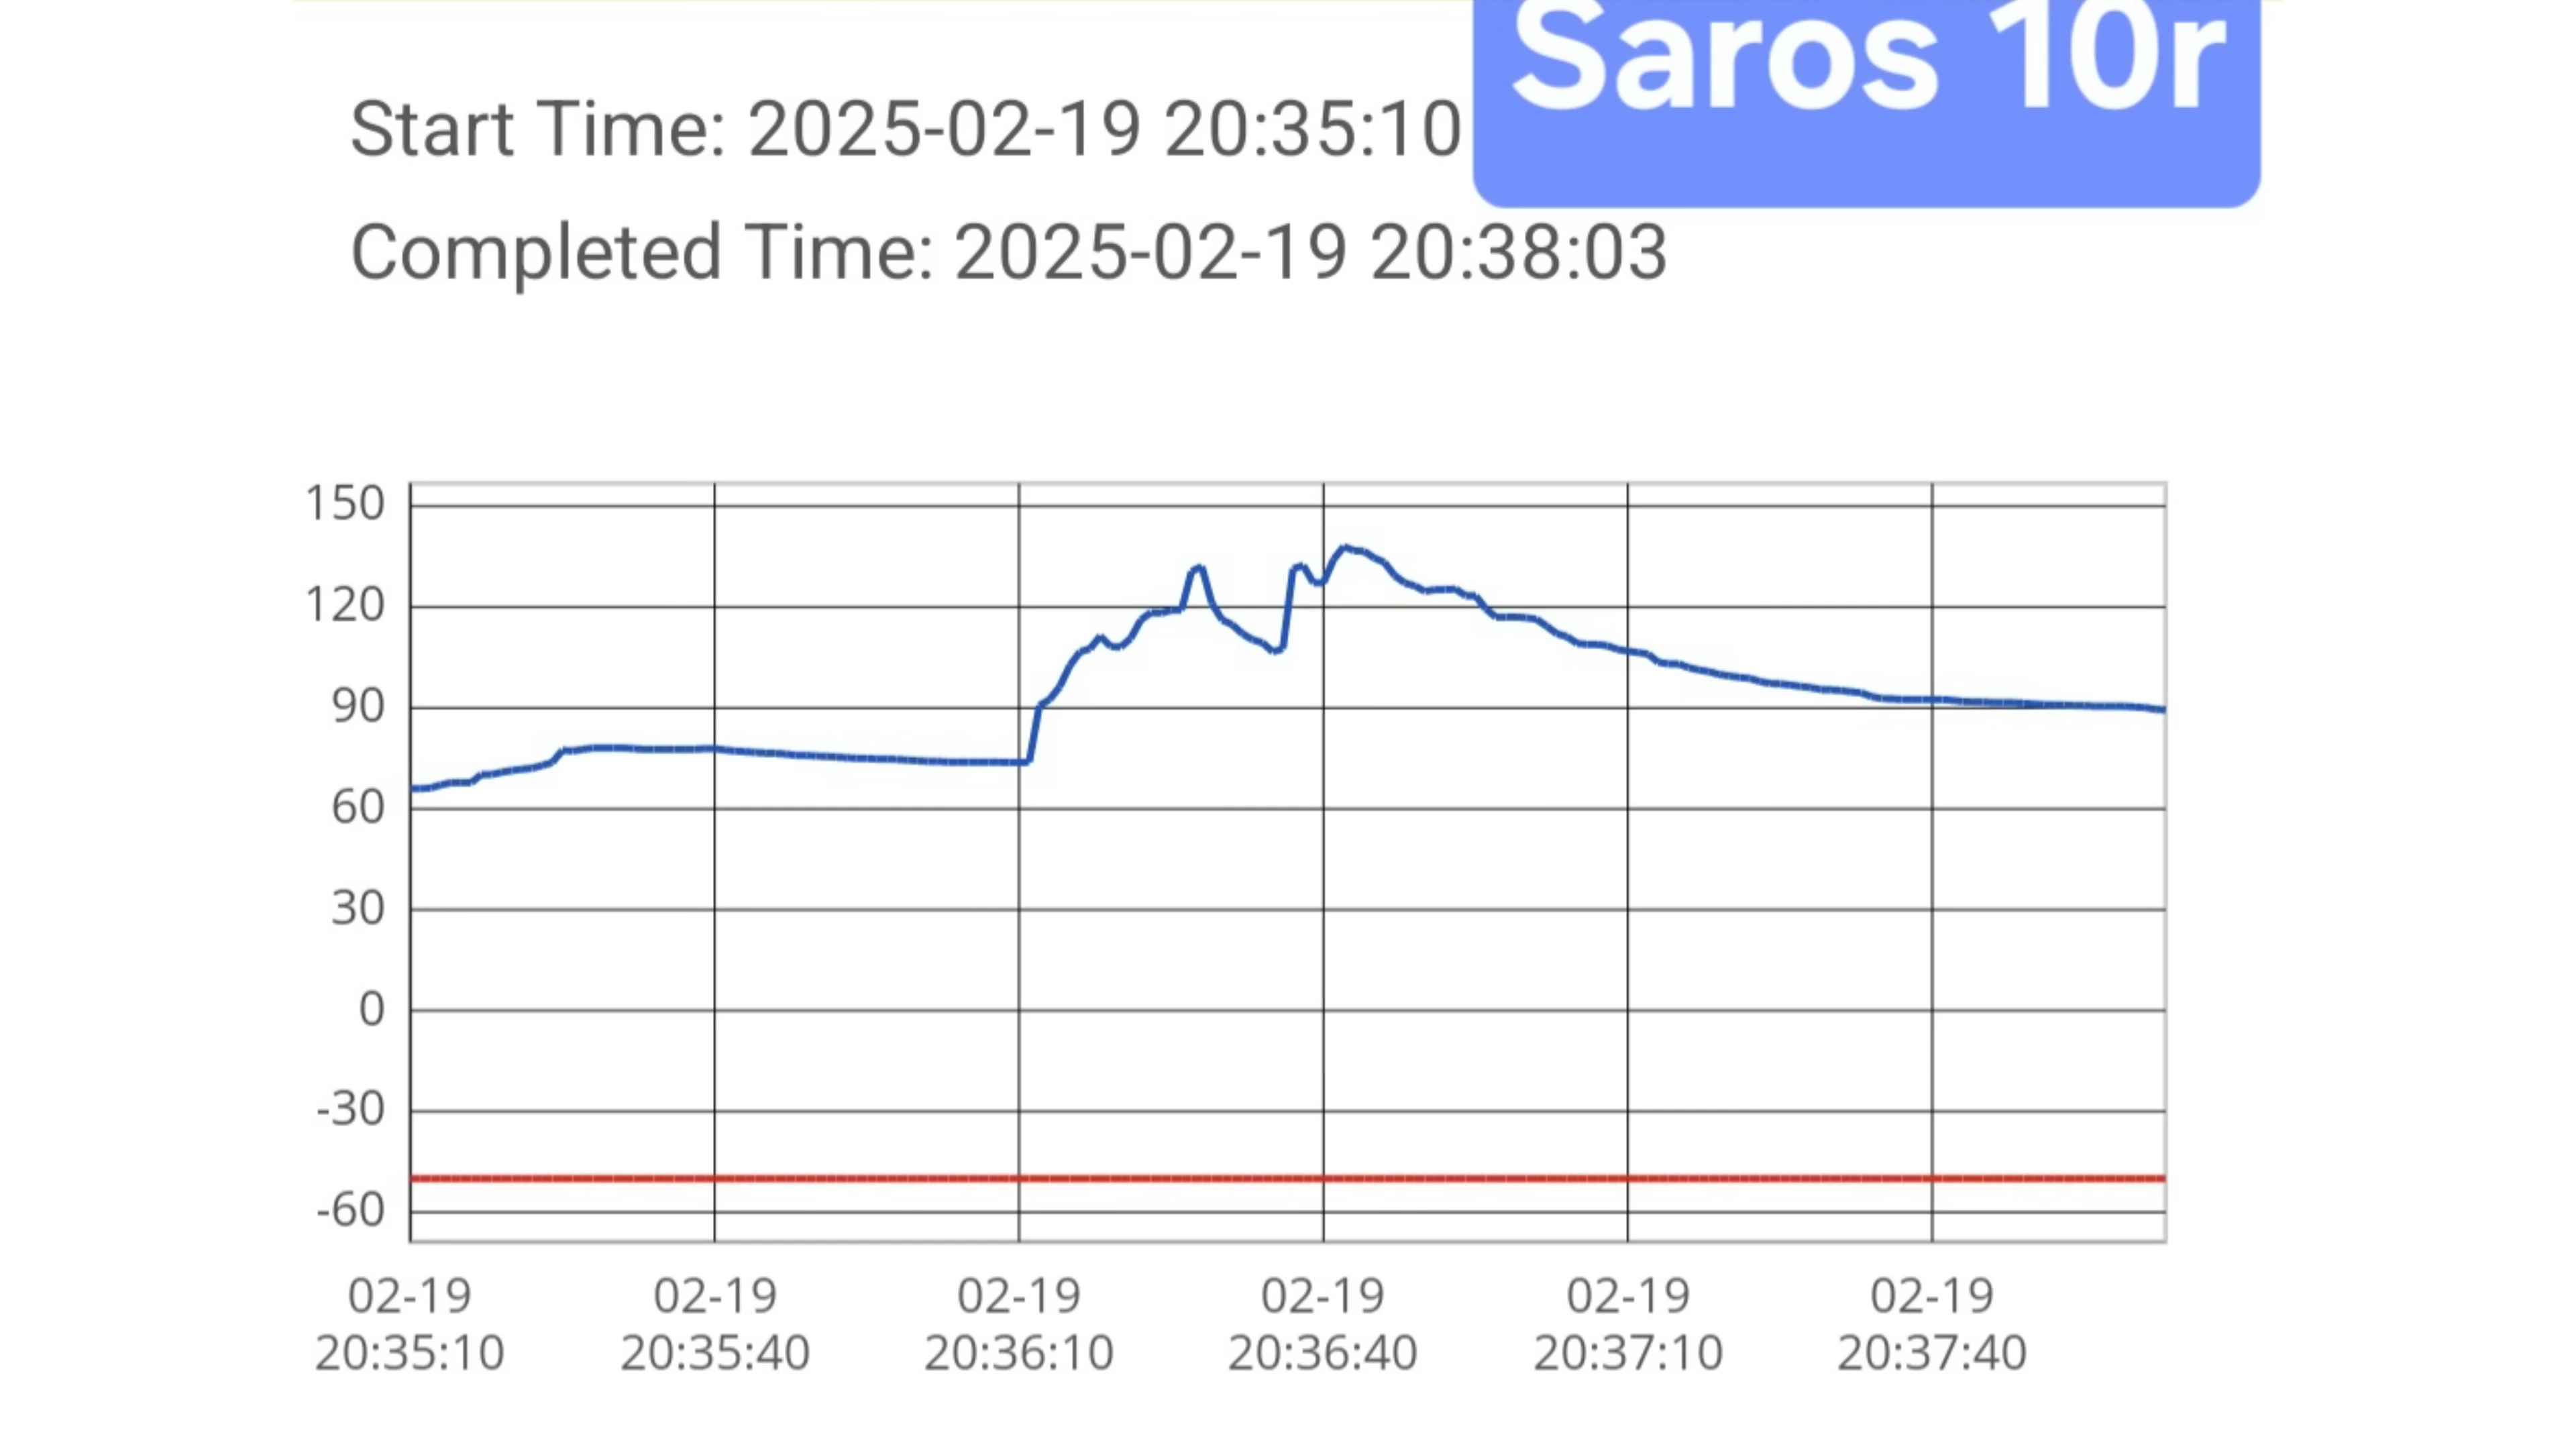 Saros 10r
Start Time: 2025-02-19 20:35:10
Completed Time: 2025-02-19 20:38:03
150
120
90
60
30
0
-30
-60
02-19 02-19 02-19 02-19 02-19 02-19
20:35:10 20:35:40 20:36:10 20:36:40 20:37:10 20:37:40